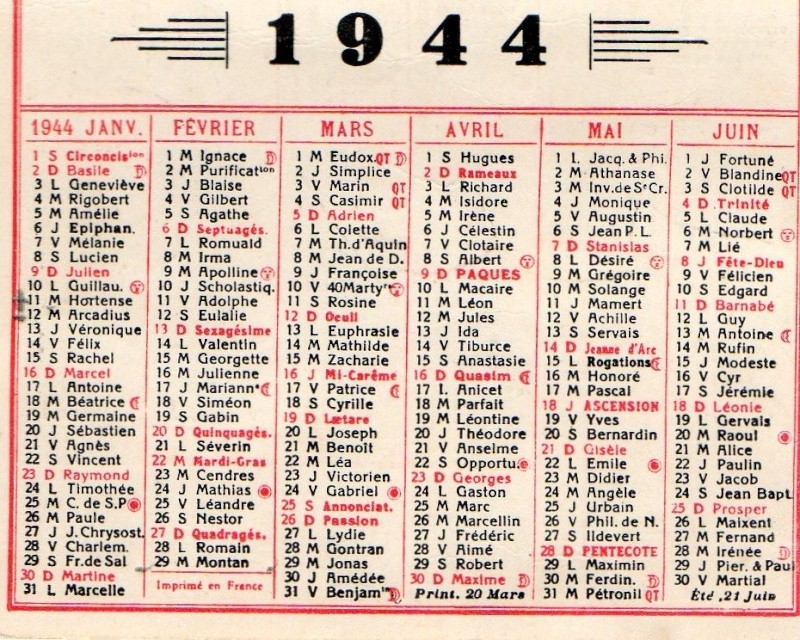 1944
1944 JANV.
1 S Circoncision
2 D Basile
3 L Geneviève
4 M Rigobert
5 M Amélie
6 J Epiphan.
7 V Mélanie
8 S Lucien
9 D Julien
10 L Guillau.
11 M Hortense
12 M Arcadius
13 J Véronique
14 V Félix
15 S Rachel
16 D Marcel
17 L Antoine
18 M Béatrice
19 M Germaine
20 J Sébastien
21 V Agnès
22 S Vincent
23 D Raymond
24 L Timothée
25 M C. de S.P
26 M Paule
27 J J.Chrysost.
28 V Charlem.
29 S Fr.de Sal
30 D Martine
31 L Marcelle
FÉVRIER
1 M Ignace
2 M Purification
3 J Blaise
4 V Gilbert
5 S Agathe
6 D Septuagés.
7 L Romuald
8 M Irma
9 M Apolline
10 J Scholastiq.
11 V Adolphe
12 S Eulalie
13 D Sexagésime
14 L Valentin
15 M Georgette
16 M Julienne
17 J Mariann
18 V Siméon
19 S Gabin
20 D Quinquagés.
21 L Séverin
22 M Mardi-Gras
23 M Cendres
24 J Mathias
25 V Léandre
26 S Nestor
27 D Quadragés.
28 L Romain
29 M Montan
Imprimé en France
MARS
1 M Eudox. QT
2 J Simplice
3 V Marin QT
4 S Casimir QT
5 D Adrien
6 L Colette
7 M Th.d'Aquin
8 M Jean de D.
9 J Françoise
10 V 40Martyrs
11 S Rosine
12 D Oculi
13 L Euphrasie
14 M Mathilde
15 M Zacharie
16 J Mi-Carême
17 V Patrice
18 S Cyrille
19 D Lætare
20 L Joseph
21 M Benoît
22 M Léa
23 J Victorien
24 V Gabriel
25 S Annonciat.
26 D Passion
27 L Lydie
28 M Gontran
29 M Jonas
30 J Amédée
31 V Benjamin
AVRIL
1 S Hugues
2 D Rameaux
3 L Richard
4 M Isidore
5 M Irène
6 J Célestin
7 V Clotaire
8 S Albert
9 D PAQUES
10 L Macaire
11 M Léon
12 M Jules
13 J Ida
14 V Tiburce
15 S Anastasie
16 D Quasim
17 L Anicet
18 M Parfait
19 M Léontine
20 J Théodore
21 V Anselme
22 S Opportu.
23 D Georges
24 L Gaston
25 M Marc
26 M Marcellin
27 J Frédéric
28 V Aimé
29 S Robert
30 D Maxime
Print. 20 Mars
MAI
1 L Jacq. & Phi.
2 M Athanase
3 M Inv.de Ste Cr.
4 J Monique
5 V Augustin
6 S Jean P. L.
7 D Stanislas
8 L Désiré
9 M Grégoire
10 M Solange
11 J Mamert
12 V Achille
13 S Servais
14 D Jeanne d'Arc
15 L Rogations
16 M Honoré
17 M Pascal
18 J ASCENSION
19 V Yves
20 S Bernardin
21 D Gisèle
22 L Emile
23 M Didier
24 M Angèle
25 J Urbain
26 V Phil. de N.
27 S Ildevert
28 D PENTECOTE
29 L Maximin
30 M Ferdin.
31 M Pétronil QT
JUIN
1 J Fortuné
2 V Blandine QT
3 S Clotilde QT
4 D Trinité
5 L Claude
6 M Norbert
7 M Lié
8 J Fête-Dieu
9 V Félicien
10 S Edgard
11 D Barnabé
12 L Guy
13 M Antoine
14 M Rufin
15 J Modeste
16 V Cyr
17 S Jérémie
18 D Léonie
19 L Gervais
20 M Raoul
21 M Alice
22 J Paulin
23 V Jacob
24 S Jean Bapt.
25 D Prosper
26 L Maixent
27 M Fernand
28 M Irénée
29 J Pier. & Paul
30 V Martial
Été, 21 Juin